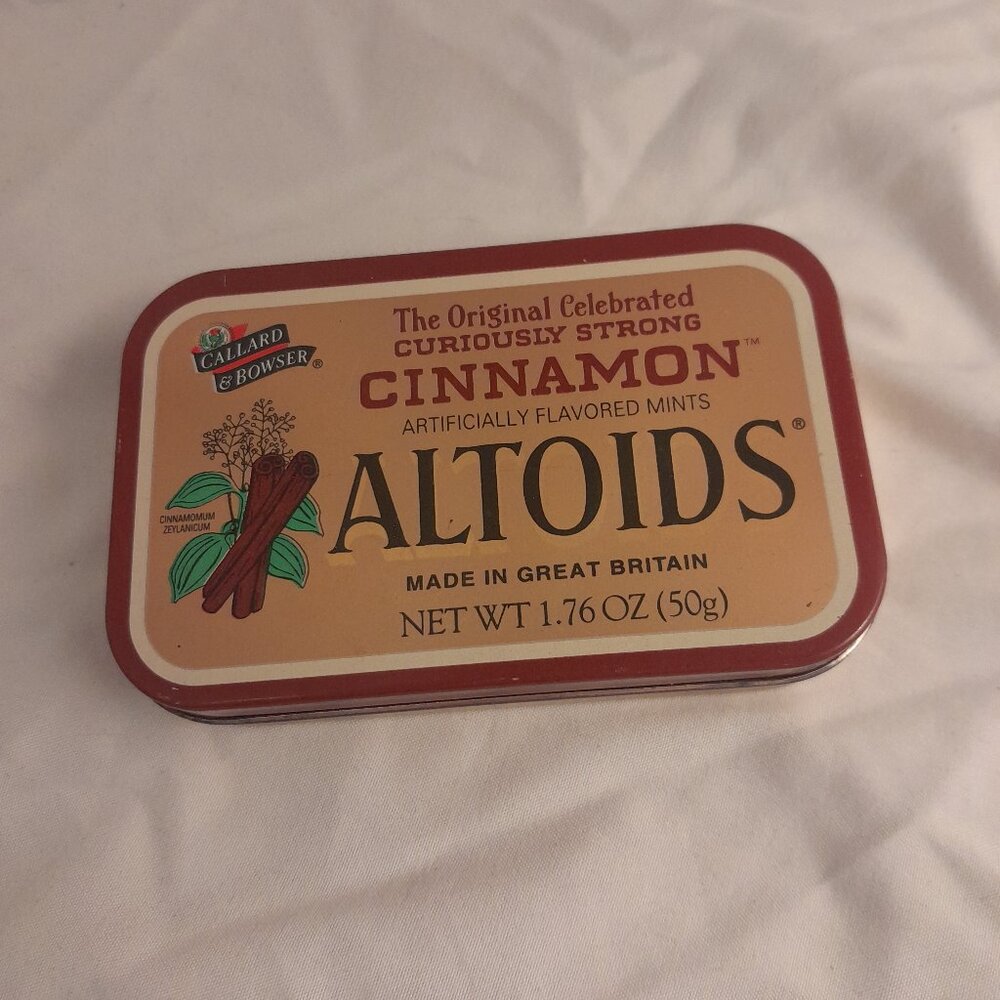 CALLARD
& BOWSER®
The Original Celebrated
CURIOUSLY STRONG
CINNAMON™
ARTIFICIALLY FLAVORED MINTS
ALTOIDS®
CINNAMOMUM
ZEYLANICUM
MADE IN GREAT BRITAIN
NET WT 1.76 OZ (50g)